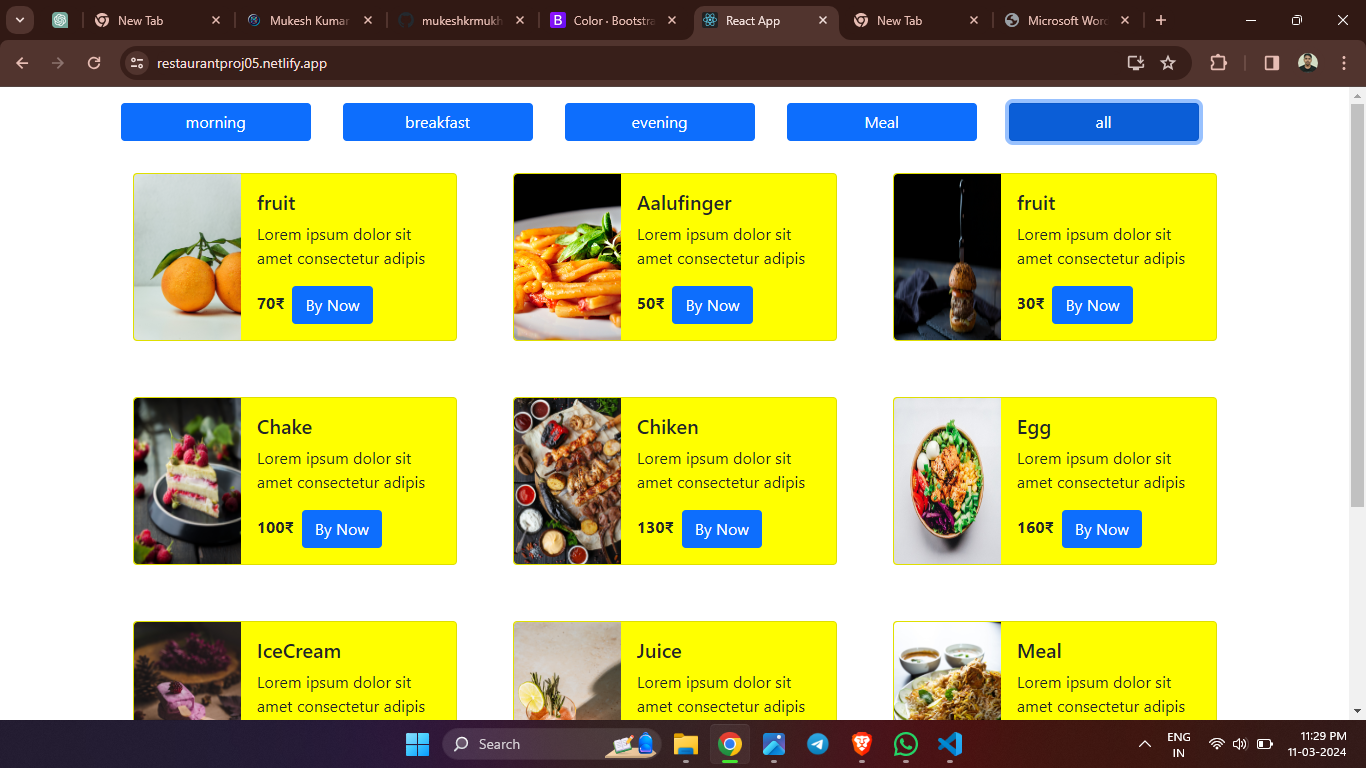 New Tab
Mukesh Kumar
mukeshkrmukh
Color · Bootstra
React App
New Tab
Microsoft Word
restaurantproj05.netlify.app
morning
breakfast
evening
Meal
all
fruit
Lorem ipsum dolor sit
amet consectetur adipis
70₹ By Now
Aalufinger
Lorem ipsum dolor sit
amet consectetur adipis
50₹ By Now
fruit
Lorem ipsum dolor sit
amet consectetur adipis
30₹ By Now
Chake
Lorem ipsum dolor sit
amet consectetur adipis
100₹ By Now
Chiken
Lorem ipsum dolor sit
amet consectetur adipis
130₹ By Now
Egg
Lorem ipsum dolor sit
amet consectetur adipis
160₹ By Now
IceCream
Lorem ipsum dolor sit
amet consectetur adipis
Juice
Lorem ipsum dolor sit
amet consectetur adipis
Meal
Lorem ipsum dolor sit
amet consectetur adipis
Search
ENG
IN
11:29 PM
11-03-2024